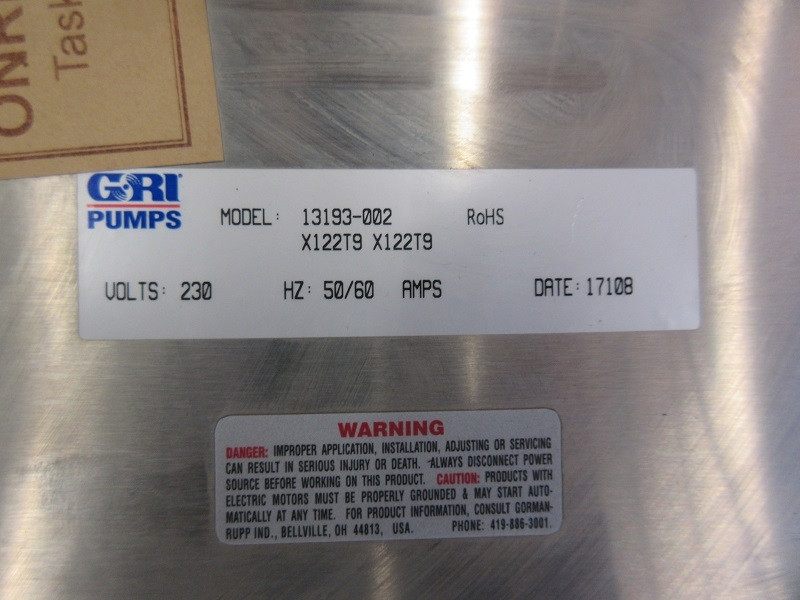 ONR
Task
GRI
PUMPS
MODEL: 13193-002 RoHS
X122T9 X122T9
VOLTS: 230 HZ: 50/60 AMPS DATE: 17108
WARNING
DANGER: IMPROPER APPLICATION, INSTALLATION, ADJUSTING OR SERVICING
CAN RESULT IN SERIOUS INJURY OR DEATH. ALWAYS DISCONNECT POWER
SOURCE BEFORE WORKING ON THIS PRODUCT. CAUTION: PRODUCTS WITH
ELECTRIC MOTORS MUST BE PROPERLY GROUNDED & MAY START AUTO-
MATICALLY AT ANY TIME. FOR PRODUCT INFORMATION, CONSULT GORMAN-
RUPP IND., BELLVILLE, OH 44813, USA. PHONE: 419-886-3001.